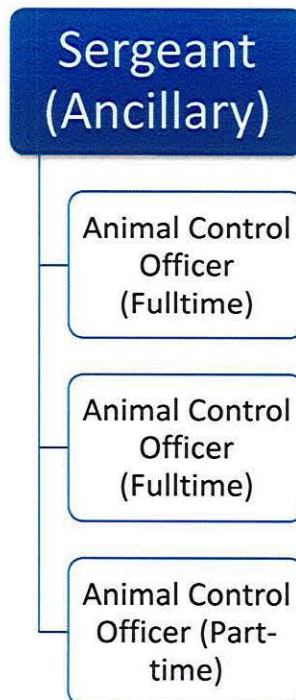 Sergeant
(Ancillary)
Animal Control
Officer
(Fulltime)
Animal Control
Officer
(Fulltime)
Animal Control
Officer (Part-
time)